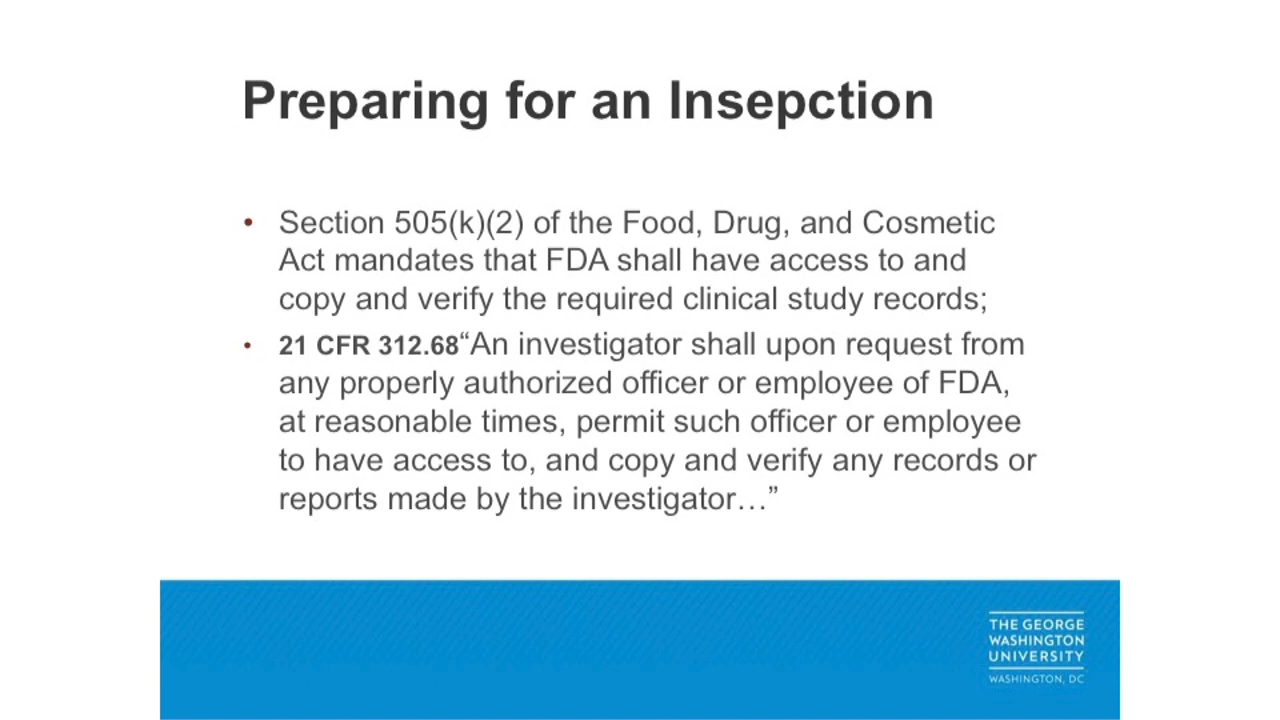 Preparing for an Insepction
• Section 505(k)(2) of the Food, Drug, and Cosmetic
Act mandates that FDA shall have access to and
copy and verify the required clinical study records;
• 21 CFR 312.68“An investigator shall upon request from
any properly authorized officer or employee of FDA,
at reasonable times, permit such officer or employee
to have access to, and copy and verify any records or
reports made by the investigator…”
THE GEORGE
WASHINGTON
UNIVERSITY
WASHINGTON, DC